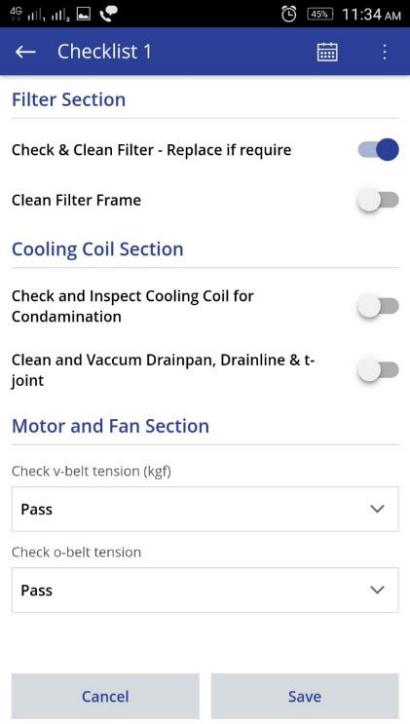 4G 45% 11:34 AM
Checklist 1
Filter Section
Check & Clean Filter - Replace if require
Clean Filter Frame
Cooling Coil Section
Check and Inspect Cooling Coil for
Condamination
Clean and Vaccum Drainpan, Drainline & t-
joint
Motor and Fan Section
Check v-belt tension (kgf)
Pass
Check o-belt tension
Pass
Cancel Save